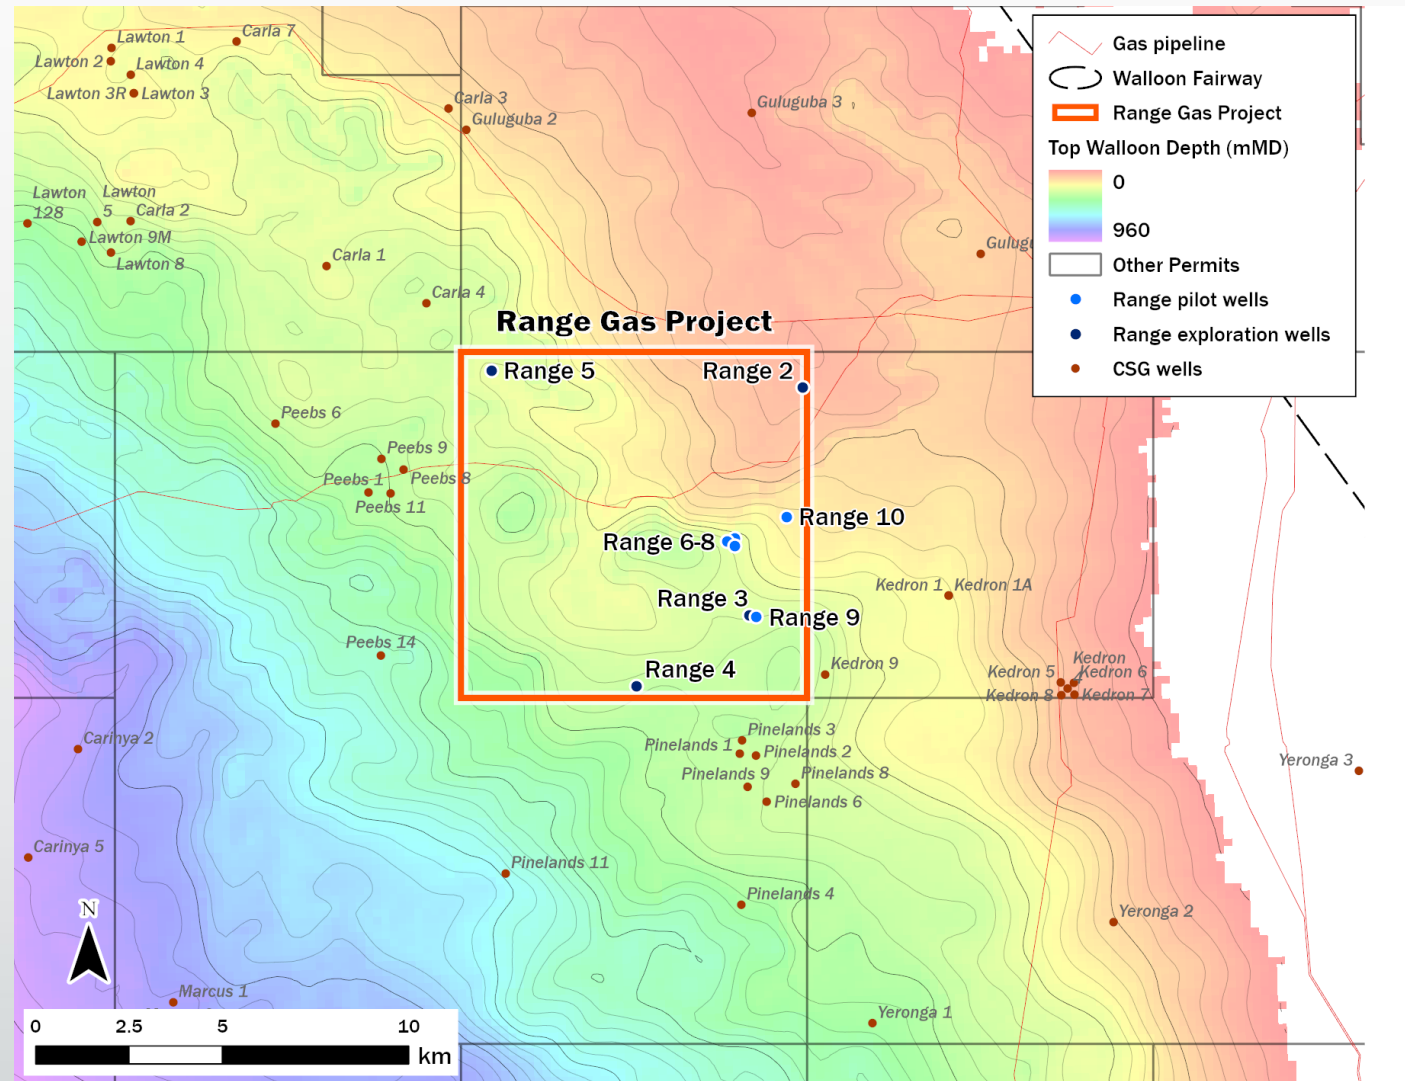 Lawton 1
Carla 7
Lawton 2
Lawton 4
Lawton 3R
Lawton 3
Carla 3
Guluguba 2
Guluguba 3
Gas pipeline
Walloon Fairway
Range Gas Project
Top Walloon Depth (mMD)
0
960
Other Permits
Range pilot wells
Range exploration wells
CSG wells
Lawton
128
Lawton
5
Carla 2
Lawton 9M
Lawton 8
Carla 1
Carla 4
Gulugu
Range Gas Project
Range 5
Range 2
Peebs 6
Peebs 9
Peebs 1
Peebs 8
Peebs 11
Range 10
Range 6-8
Kedron 1
Kedron 1A
Range 3
Range 9
Peebs 14
Range 4
Kedron 9
Kedron
Kedron 5
Kedron 6
Kedron 8
Kedron 7
Carinya 2
Pinelands 3
Pinelands 1
Pinelands 2
Pinelands 9
Pinelands 8
Pinelands 6
Yeronga 3
Carinya 5
Pinelands 11
Pinelands 4
Yeronga 2
N
Marcus 1
Yeronga 1
0
2.5
5
10
km